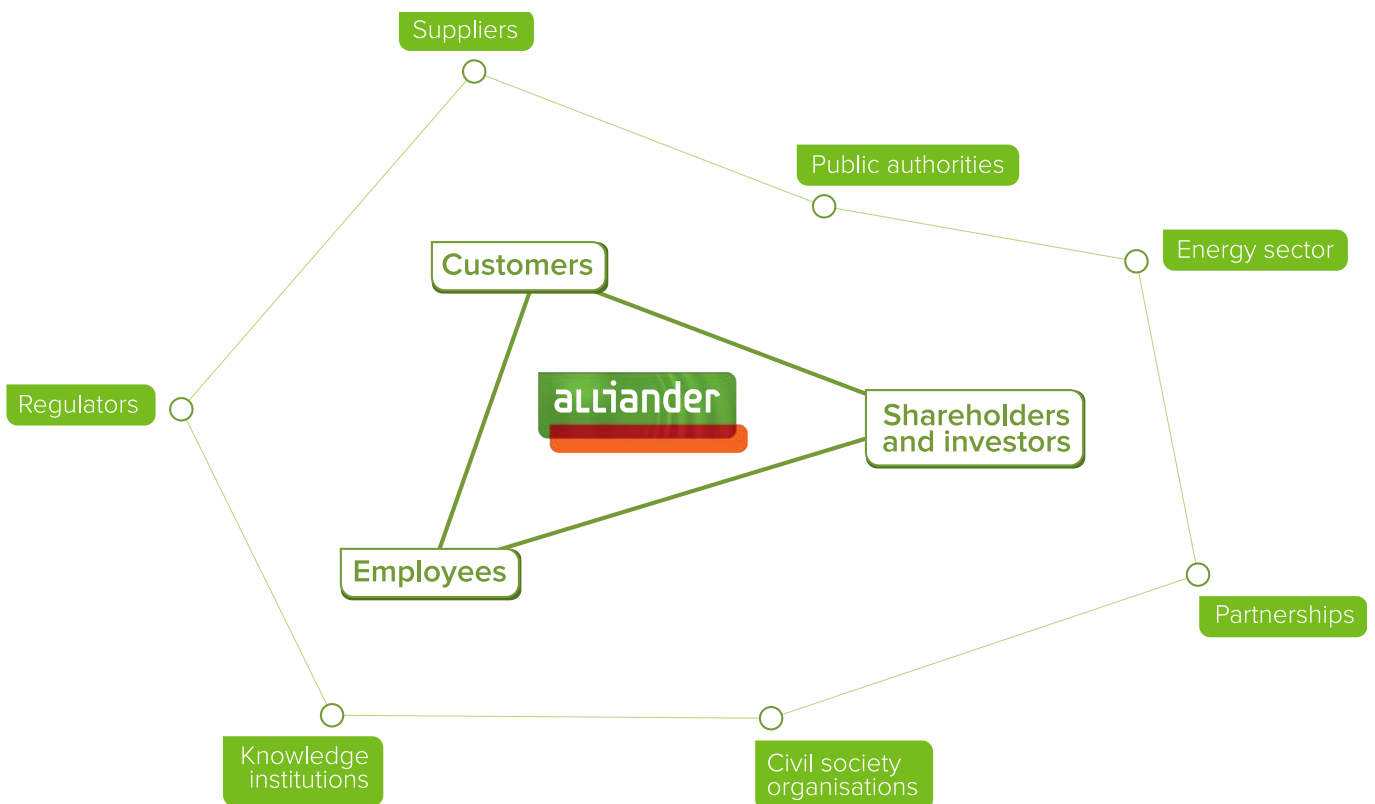 Suppliers
Public authorities
Energy sector
Customers
alliander
Regulators
Shareholders
and investors
Employees
Partnerships
Knowledge
institutions
Civil society
organisations